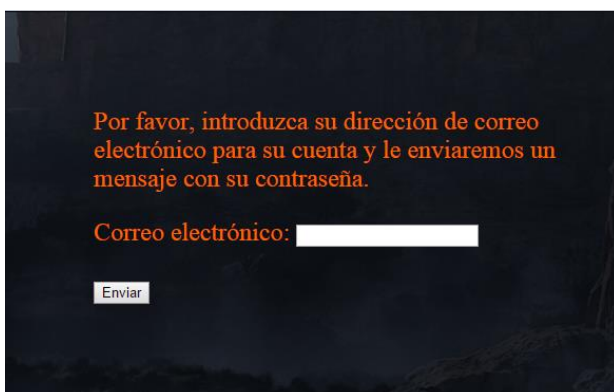 Por favor, introduzca su dirección de correo
electrónico para su cuenta y le enviaremos un
mensaje con su contraseña.
Correo electrónico:
Enviar